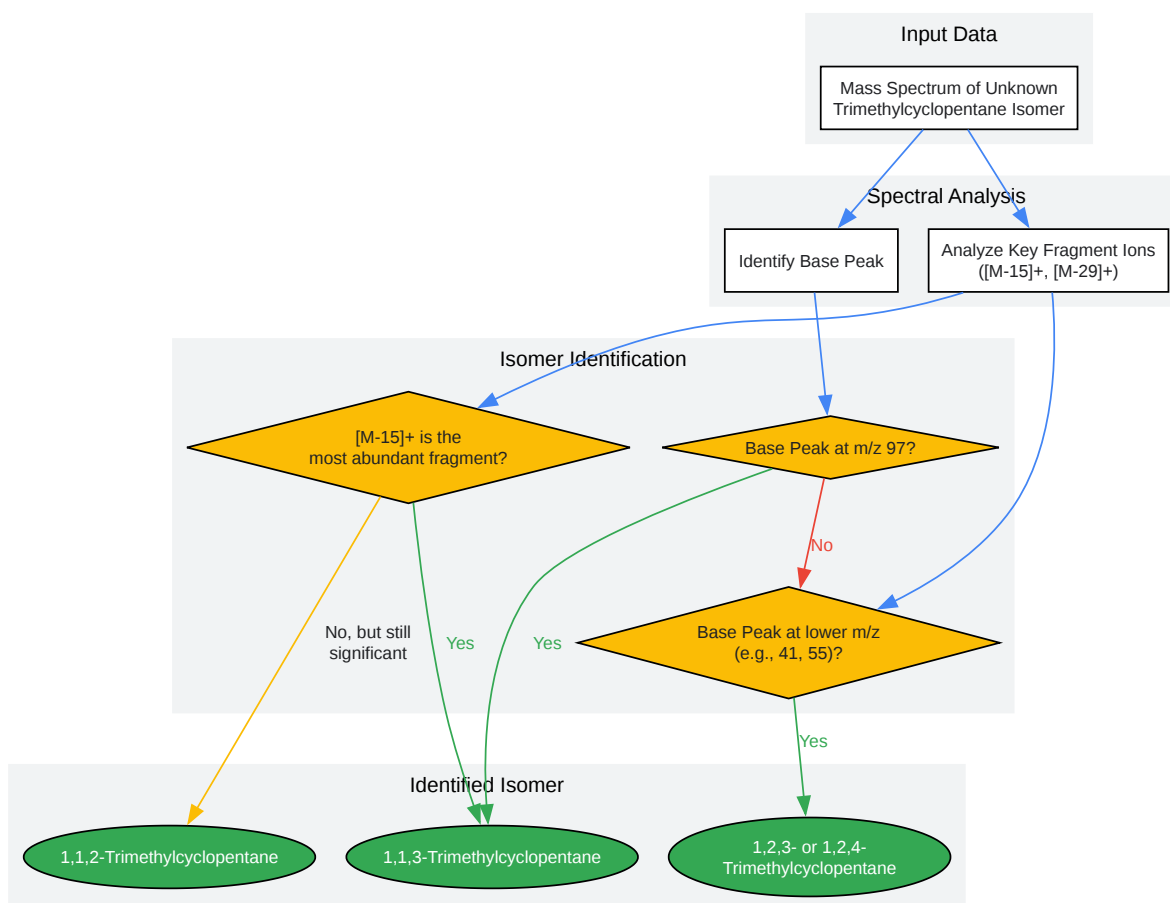 Input Data
Mass Spectrum of Unknown
Trimethylcyclopentane Isomer
Spectral Analysis
Identify Base Peak
Analyze Key Fragment Ions
([M-15]+, [M-29]+)
Isomer Identification
[M-15]+ is the
most abundant fragment?
Base Peak at m/z 97?
No
No, but still
significant
Yes
Yes
Base Peak at lower m/z
(e.g., 41, 55)?
Yes
Identified Isomer
1,1,2-Trimethylcyclopentane
1,1,3-Trimethylcyclopentane
1,2,3- or 1,2,4-
Trimethylcyclopentane